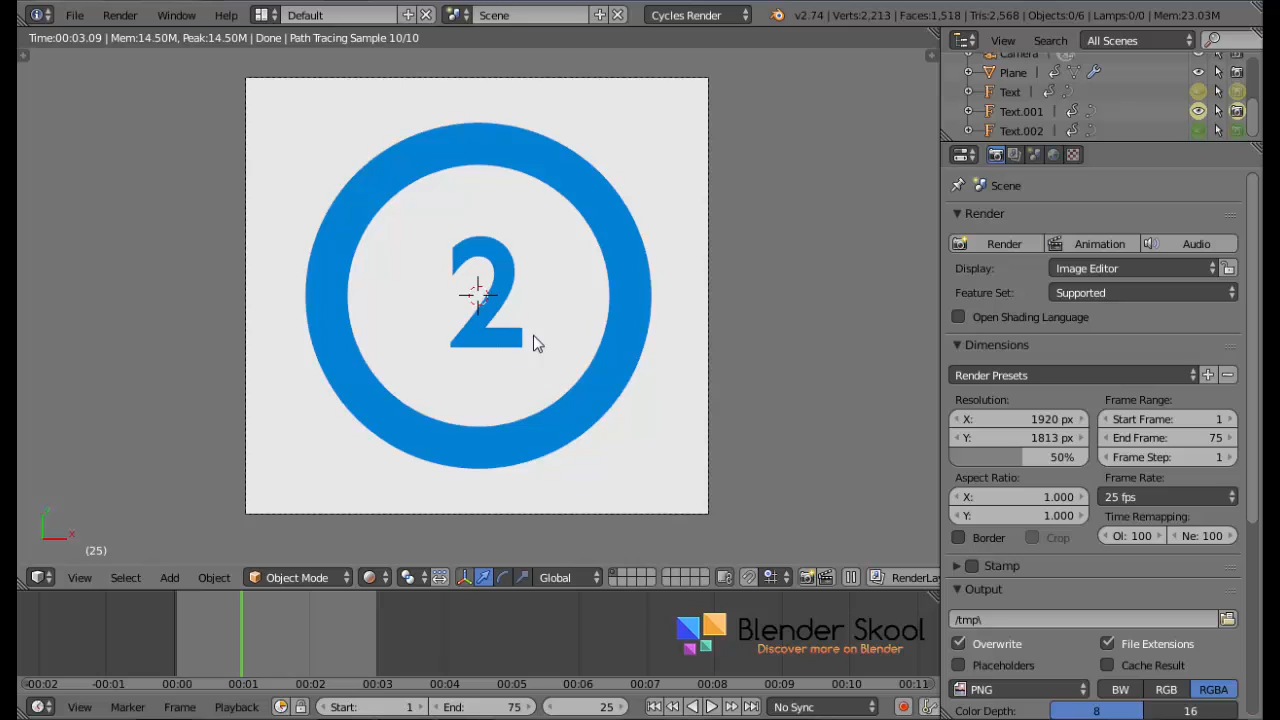 File Render Window Help Default Scene Cycles Render v2.74 | Verts:2,213 | Faces:1,518 | Tris:2,568 | Objects:0/6 | Lamps:0/0 | Mem:23.03M
Time:00:03.09 | Mem:14.50M, Peak:14.50M | Done | Path Tracing Sample 10/10
View Search All Scenes
Camera
Plane
Text
Text.001
Text.002
2
Scene
Render
Render Animation Audio
Display: Image Editor
Feature Set: Supported
Open Shading Language
Dimensions
Render Presets
Resolution: Frame Range:
X: 1920 px Start Frame: 1
Y: 1813 px End Frame: 75
50% Frame Step: 1
Aspect Ratio: Frame Rate:
X: 1.000 25 fps
Y: 1.000 Time Remapping:
Border Crop Ol: 100 Ne: 100
Stamp
Output
/tmp\
Overwrite File Extensions
Placeholders Cache Result
PNG BW RGB RGBA
Color Depth: 8 16
x
(25)
View Select Add Object Object Mode Global RenderLay
Blender Skool
Discover more on Blender
-00:02 -00:01 00:00 00:01 00:02 00:03 00:04 00:05 00:06 00:07 00:08 00:09 00:10 00:11
View Marker Frame Playback Start: 1 End: 75 25 No Sync